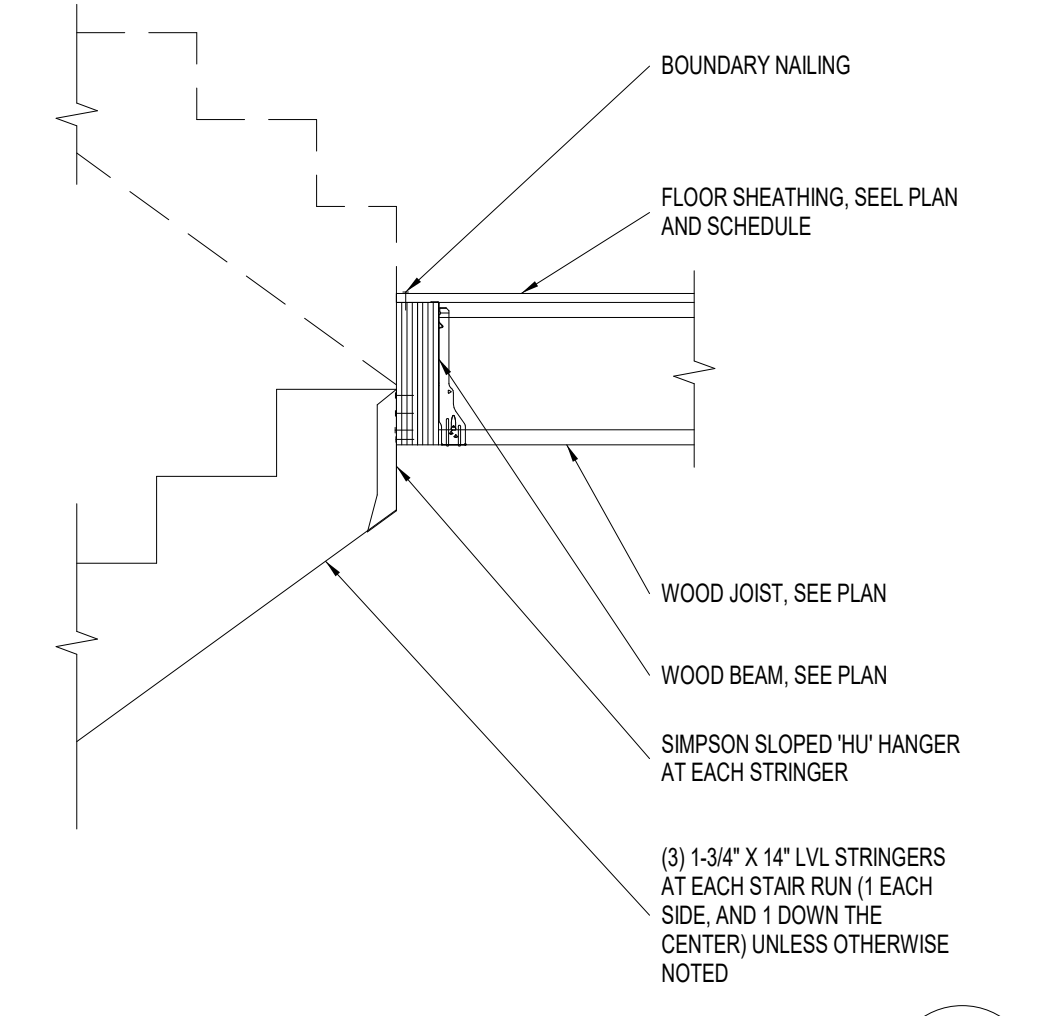 BOUNDARY NAILING
FLOOR SHEATHING, SEEL PLAN
AND SCHEDULE
WOOD JOIST, SEE PLAN
WOOD BEAM, SEE PLAN
SIMPSON SLOPED 'HU' HANGER
AT EACH STRINGER
(3) 1-3/4" X 14" LVL STRINGERS
AT EACH STAIR RUN (1 EACH
SIDE, AND 1 DOWN THE
CENTER) UNLESS OTHERWISE
NOTED